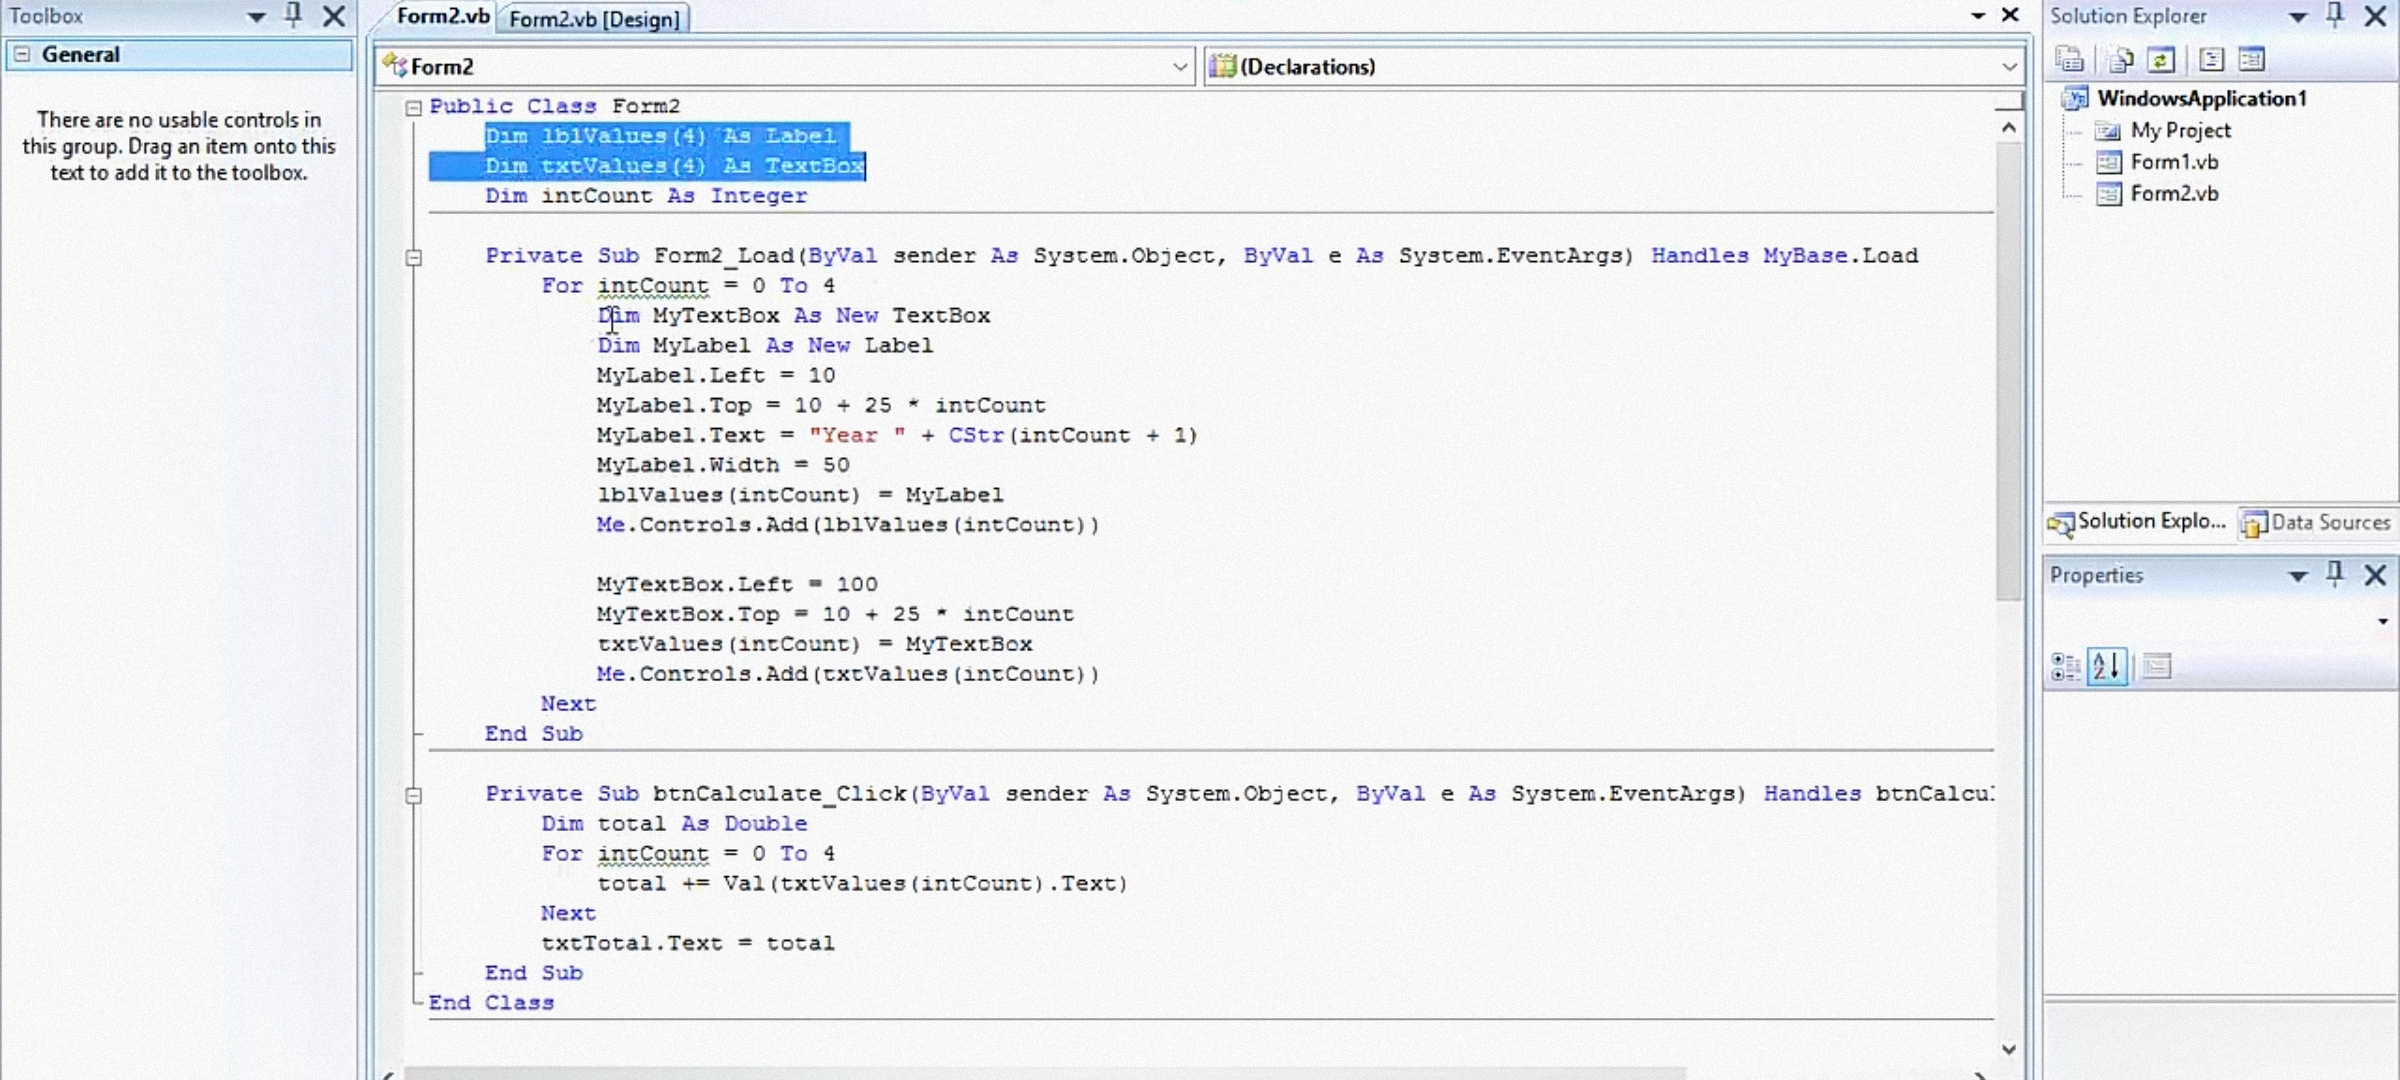 Toolbox
General
There are no usable controls in
this group. Drag an item onto this
text to add it to the toolbox.
Form2.vb
Form2.vb [Design]
Form2
(Declarations)
Public Class Form2
Dim lblValues(4) As Label
Dim txtValues(4) As TextBox
Dim intCount As Integer
Private Sub Form2_Load(ByVal sender As System.Object, ByVal e As System.EventArgs) Handles MyBase.Load
For intCount = 0 To 4
Dim MyTextBox As New TextBox
Dim MyLabel As New Label
MyLabel.Left = 10
MyLabel.Top = 10 + 25 * intCount
MyLabel.Text = "Year " + CStr(intCount + 1)
MyLabel.Width = 50
lblValues(intCount) = MyLabel
Me.Controls.Add(lblValues(intCount))
MyTextBox.Left = 100
MyTextBox.Top = 10 + 25 * intCount
txtValues(intCount) = MyTextBox
Me.Controls.Add(txtValues(intCount))
Next
End Sub
Private Sub btnCalculate_Click(ByVal sender As System.Object, ByVal e As System.EventArgs) Handles btnCalcul
Dim total As Double
For intCount = 0 To 4
total += Val(txtValues(intCount).Text)
Next
txtTotal.Text = total
End Sub
End Class
Solution Explorer
WindowsApplication1
My Project
Form1.vb
Form2.vb
Solution Explo...
Data Sources
Properties